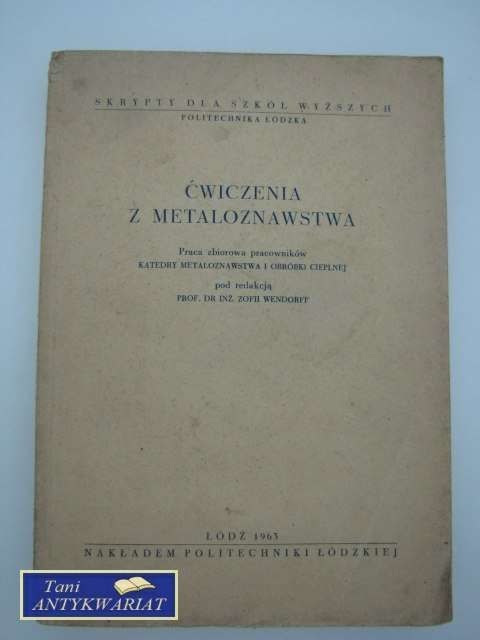 SKRYPTY DLA SZKÓŁ WYŻSZYCH
POLITECHNIKA ŁÓDZKA
ĆWICZENIA
Z METALOZNAWSTWA
Praca zbiorowa pracowników
KATEDRY METALOZNAWSTWA I OBRÓBKI CIEPLNEJ
pod redakcją
PROF. DR INŻ. ZOFII WENDORFF
ŁÓDŹ 1963
NAKŁADEM POLITECHNIKI ŁÓDZKIEJ
Tani
ANTYKWARIAT